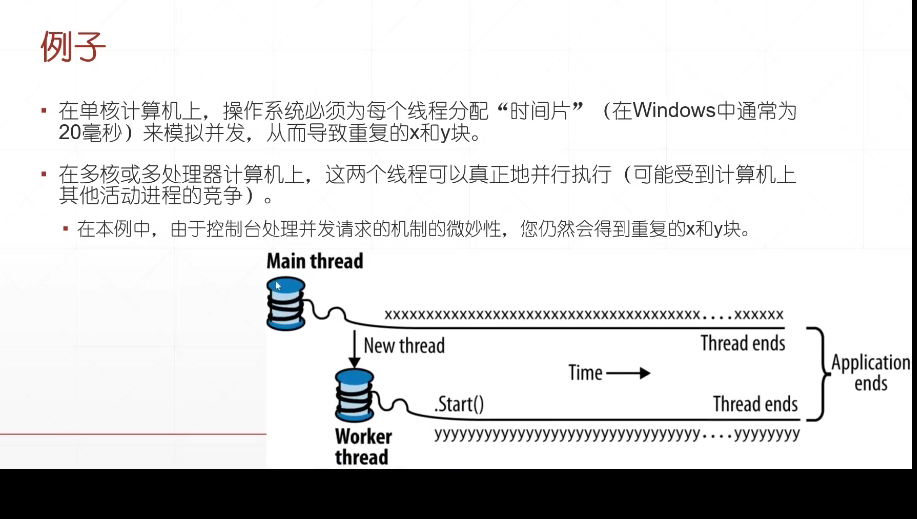 例子
▪ 在单核计算机上，操作系统必须为每个线程分配“时间片”（在Windows中通常为
20毫秒）来模拟并发，从而导致重复的x和y块。
▪ 在多核或多处理器计算机上，这两个线程可以真正地并行执行（可能受到计算机上
其他活动进程的竞争）。
▪ 在本例中，由于控制台处理并发请求的机制的微妙性，您仍然会得到重复的x和y块。
Main thread
xxxxxxxxxxxxxxxxxxxxxxxxxxxxxxxxxxxxxx....xxxxxx
New thread
Thread ends
Time
Application
ends
.Start()
Thread ends
Worker
thread
yyyyyyyyyyyyyyyyyyyyyyyyyyyyyyyy....yyyyyyyy